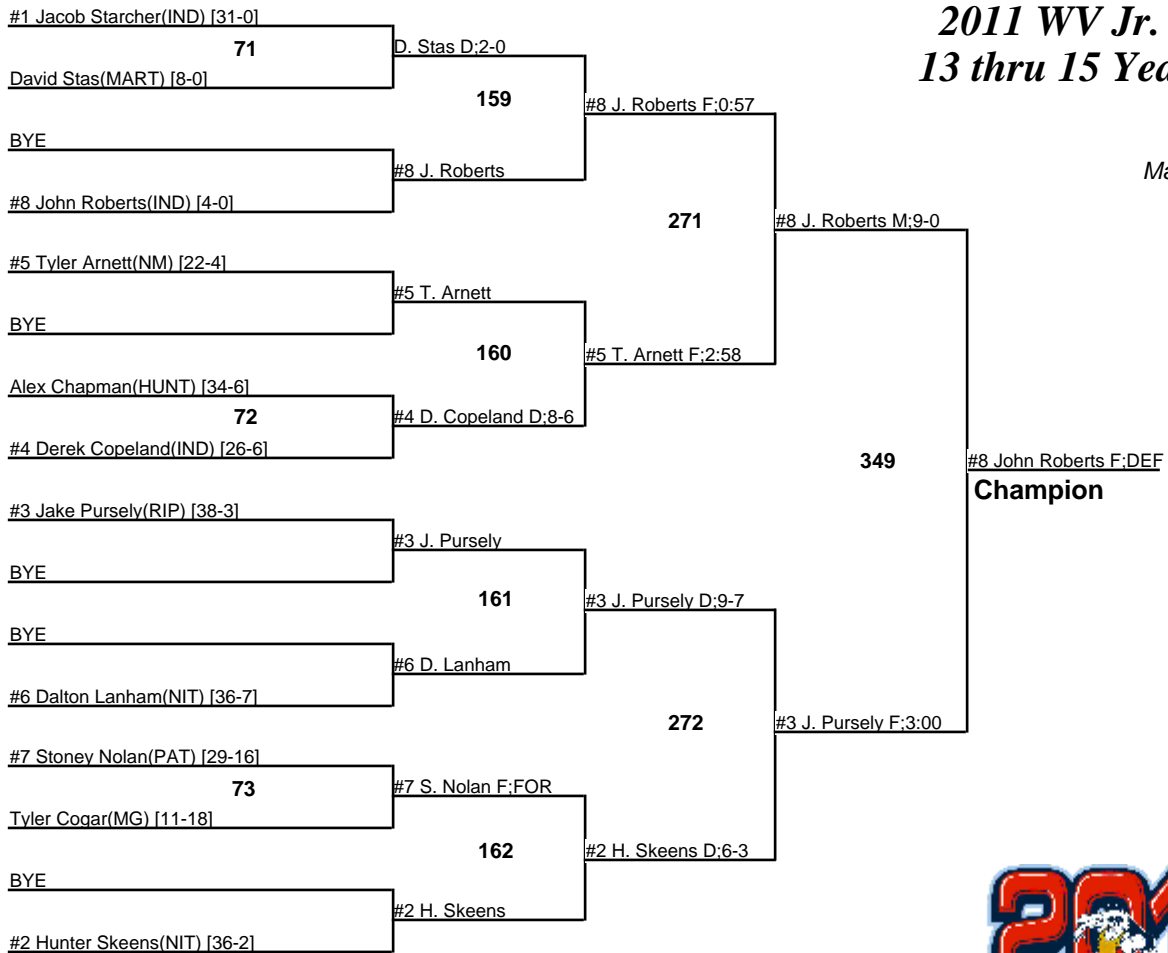 2011 WV Jr.
13 thru 15
#1 Jacob Starcher(IND) [31-0]
71
David Stas(MART) [8-0]
D. Stas D;2-0
159
BYE
#8 John Roberts(IND) [4-0]
#8 J. Roberts
#8 J. Roberts F;0:57
271
#5 Tyler Arnett(NM) [22-4]
BYE
#5 T. Arnett
160
Alex Chapman(HUNT) [34-6]
72
#4 Derek Copeland(IND) [26-6]
#4 D. Copeland D;8-6
#5 T. Arnett F;2:58
#8 J. Roberts M;9-0
349
#3 Jake Pursely(RIP) [38-3]
BYE
#3 J. Pursely
161
BYE
#6 Dalton Lanham(NIT) [36-7]
#6 D. Lanham
#3 J. Pursely D;9-7
272
#7 Stoney Nolan(PAT) [29-16]
73
Tyler Cogar(MG) [11-18]
#7 S. Nolan F;FOR
162
BYE
#2 Hunter Skeens(NIT) [36-2]
#2 H. Skeens
#2 H. Skeens D;6-3
#3 J. Pursely F;3:00
#8 John Roberts F;DEF
Champion